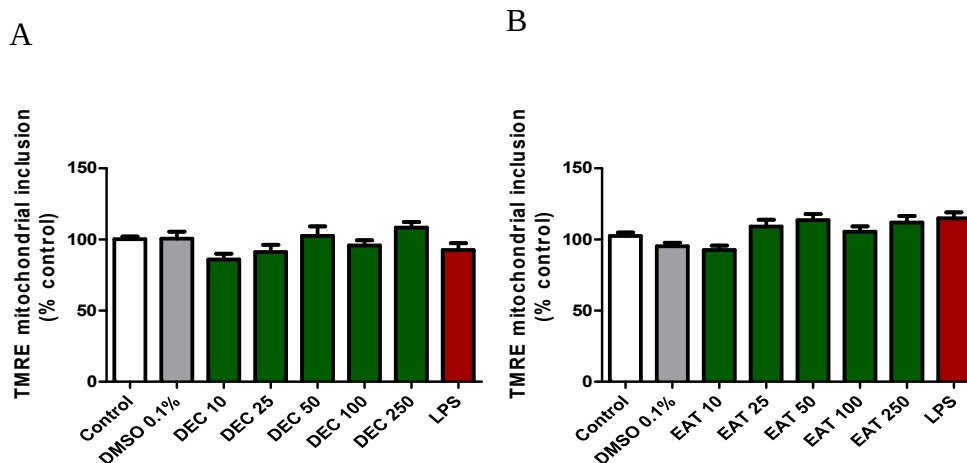 A
TMRE mitochondrial inclusion
(% control)
150
100
50
0
Control
DMSO 0.1%
DEC 10
DEC 25
DEC 50
DEC 100
DEC 250
LPS
B
TMRE mitochondrial inclusion
(% control)
150
100
50
0
Control
DMSO 0.1%
EAT 10
EAT 25
EAT 50
EAT 100
EAT 250
LPS